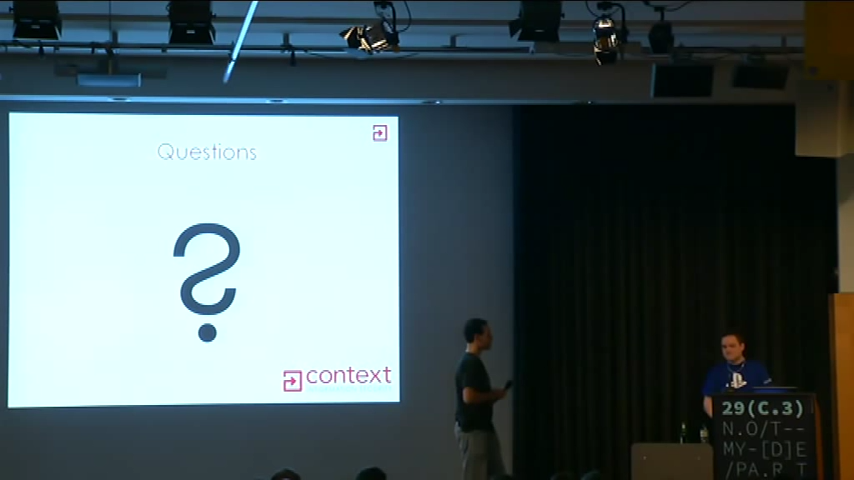 Questions
?
context
29(C.3)
N.O/T--
MY-[D]E
/PA.R T